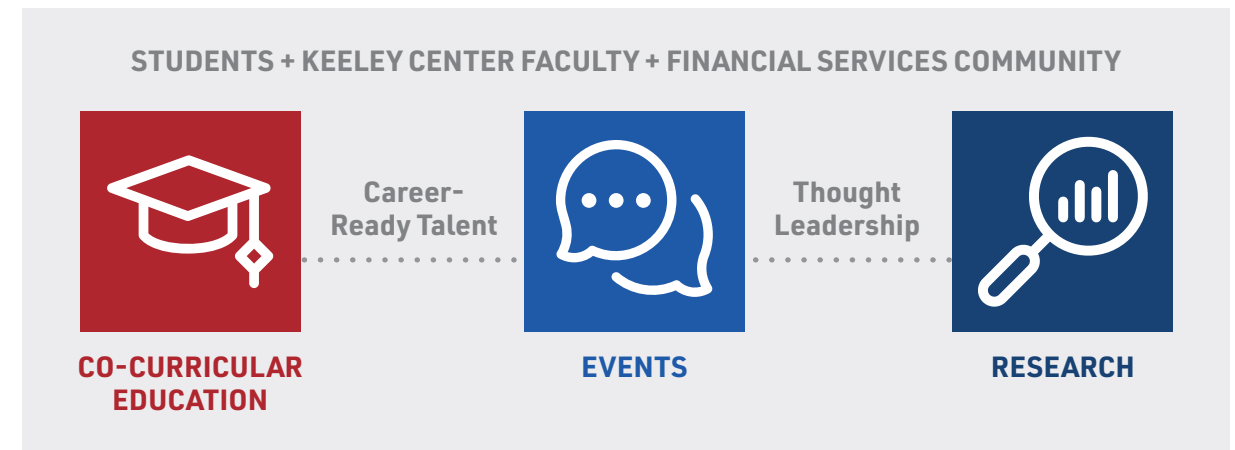 STUDENTS + KEELEY CENTER FACULTY + FINANCIAL SERVICES COMMUNITY
Career-
Ready Talent
Thought
Leadership
CO-CURRICULAR
EDUCATION
EVENTS
RESEARCH